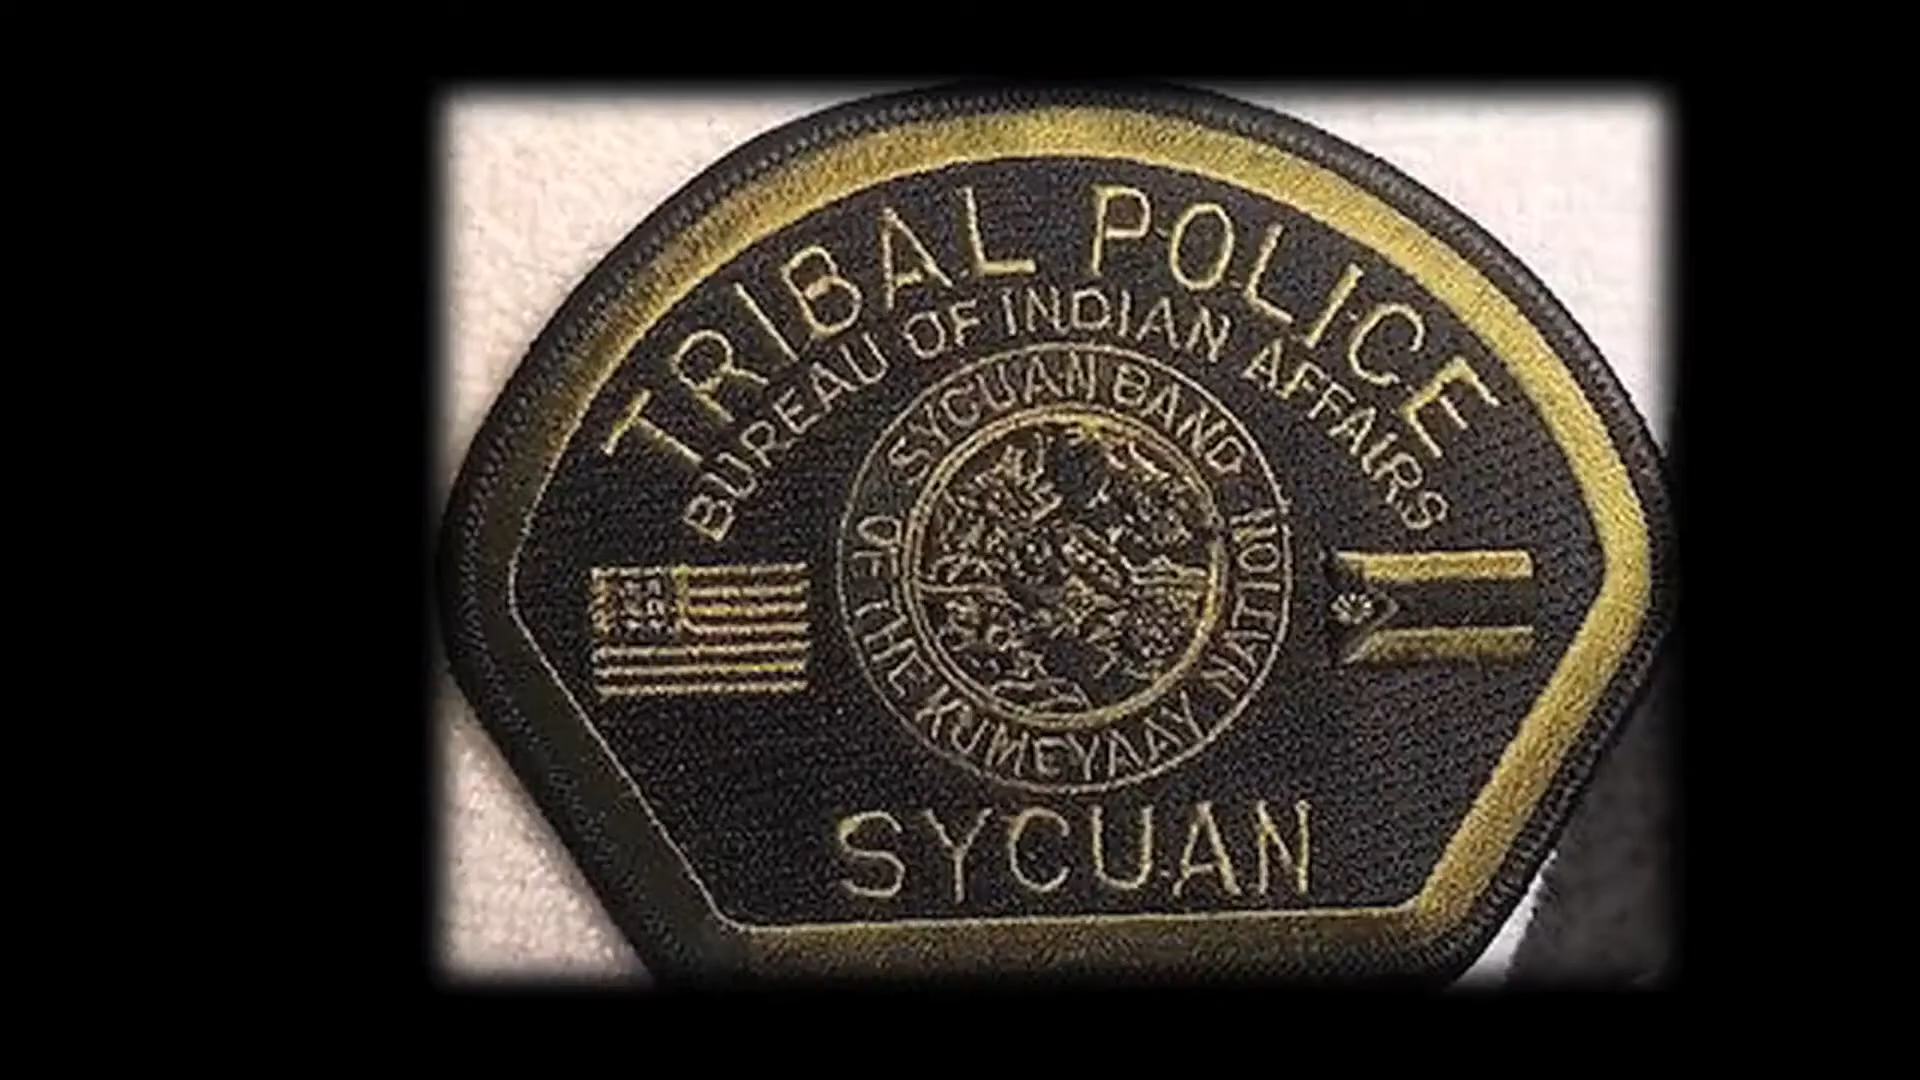 TRIBAL POLICE
BUREAU OF INDIAN AFFAIRS
SYCUAN BAND
OF THE KUMEYAAY NATION
SYCUAN